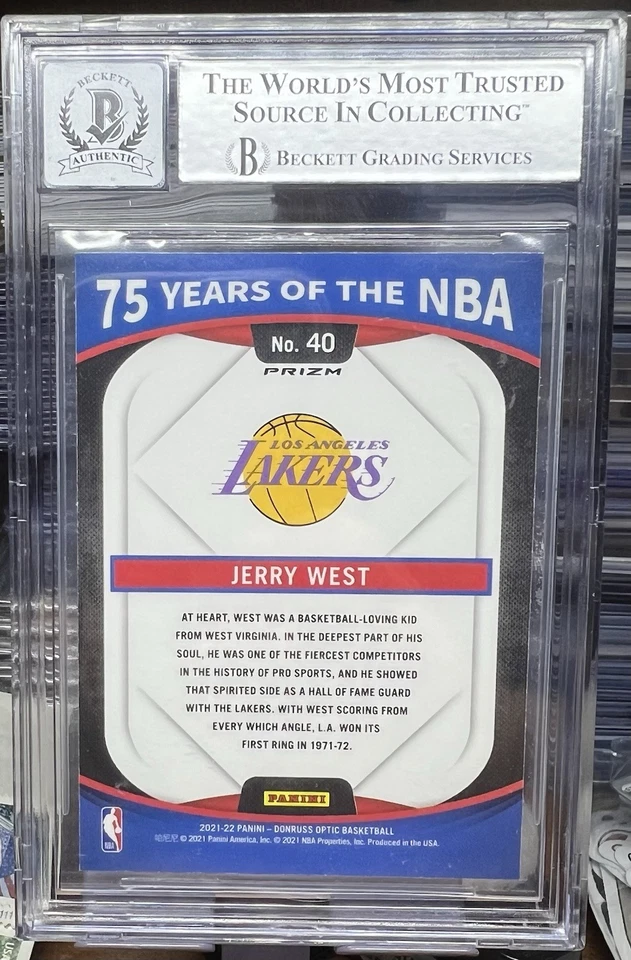 BECKETT
B
AUTHENTIC
THE WORLD'S MOST TRUSTED
SOURCE IN COLLECTING™
B BECKETT GRADING SERVICES
75 YEARS OF THE NBA
No. 40
PRIZM
LOS ANGELES
LAKERS
JERRY WEST
AT HEART, WEST WAS A BASKETBALL-LOVING KID
FROM WEST VIRGINIA. IN THE DEEPEST PART OF HIS
SOUL, HE WAS ONE OF THE FIERCEST COMPETITORS
IN THE HISTORY OF PRO SPORTS, AND HE SHOWED
THAT SPIRITED SIDE AS A HALL OF FAME GUARD
WITH THE LAKERS. WITH WEST SCORING FROM
EVERY WHICH ANGLE, L.A. WON ITS
FIRST RING IN 1971-72.
PANINI
NBA
2021-22 PANINI – DONRUSS OPTIC BASKETBALL
帕尼尼 © 2021 Panini America, Inc. © 2021 NBA Properties, Inc. Produced in the USA.